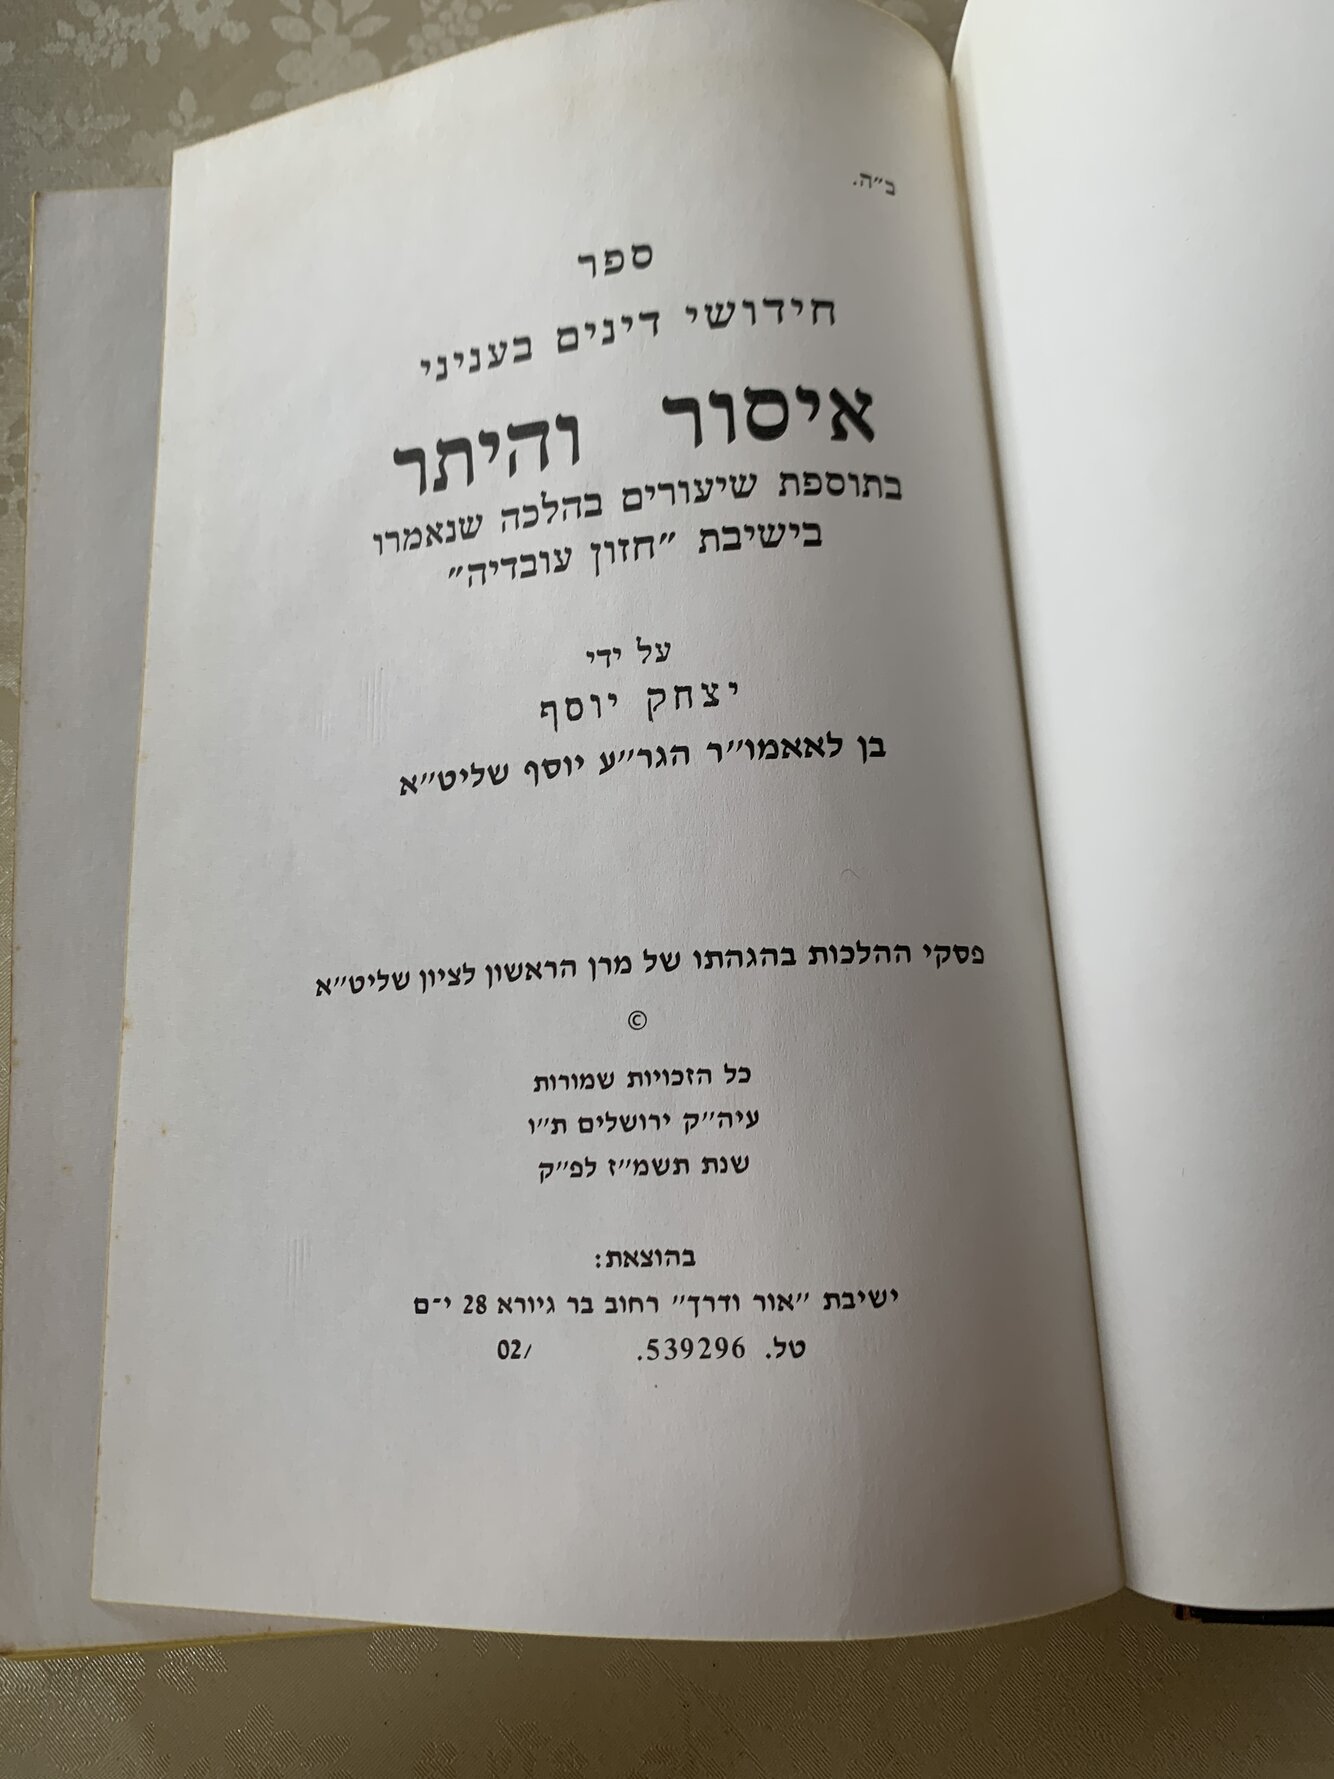 ב״ה.
ספר
חידושי דינים בעניני
איסור והיתר
בתוספת שיעורים בהלכה שנאמרו
בישיבת ״חזון עובדיה״
על ידי
יצחק יוסף
בן לאאמו״ר הגר״ע יוסף שליט״א
פסקי ההלכות בהגהתו של מרן הראשון לציון שליט״א
©
כל הזכויות שמורות
עיה״ק ירושלים ת״ו
שנת תשמ״ז לפ״ק
בהוצאת:
ישיבת ״אור ודרך״ רחוב בר גיורא 28 י־ם
טל. 539296. /02